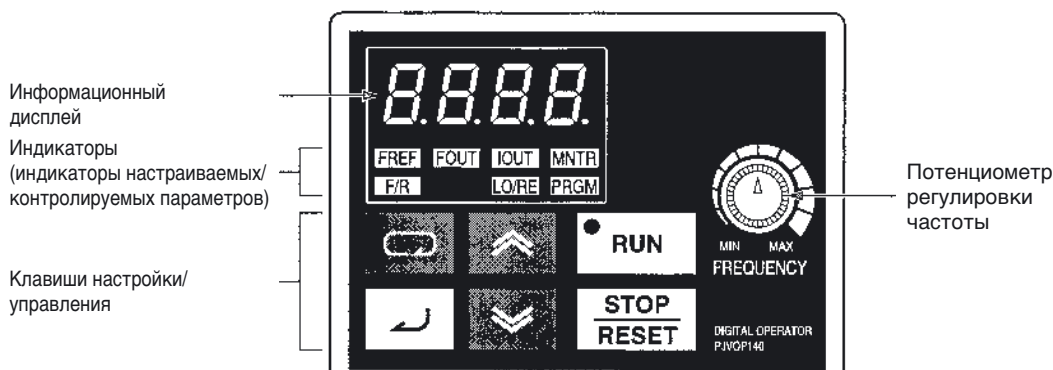 Информационный
дисплей
Индикаторы
(индикаторы настраиваемых/
контролируемых параметров)
Клавиши настройки/
управления
8.8.8.8.
FREF FOUT IOUT MNTR
F/R LO/RE PRGM
RUN
STOP
RESET
MIN MAX
FREQUENCY
DIGITAL OPERATOR
PJVOP140
Потенциометр
регулировки
частоты